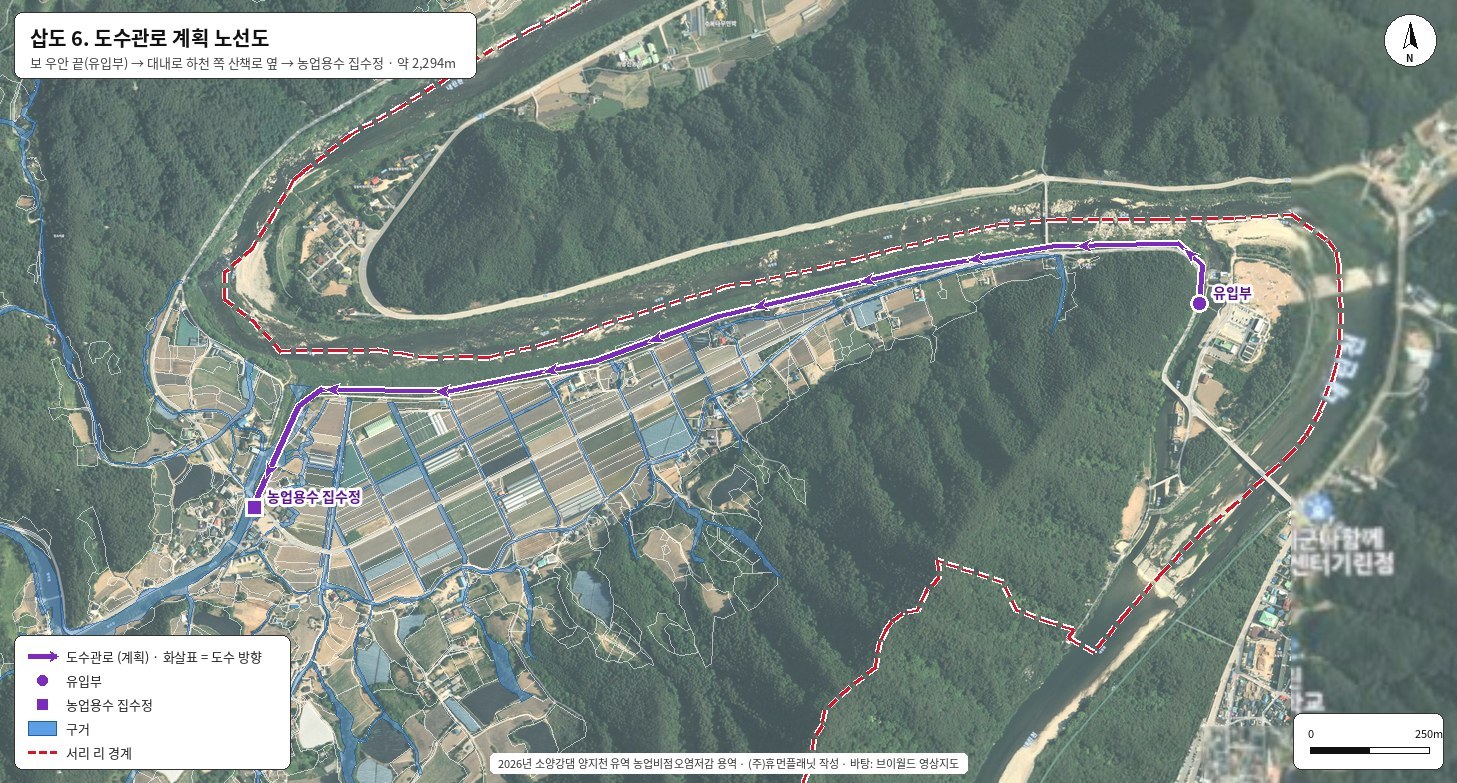 삽도 6. 도수관로 계획 노선도
보 우안 끝(유입부) → 대내로 하천 쪽 산책로 옆 → 농업용수 집수정 · 약 2,294m
N
유입부
농업용수 집수정
센터기린점
도수관로 (계획) · 화살표 = 도수 방향
유입부
농업용수 집수정
구거
서리 리 경계
0 250m
2026년 소양강댐 양지천 유역 농업비점오염저감 용역 · (주)휴먼플래닛 작성 · 바탕: 브이월드 영상지도